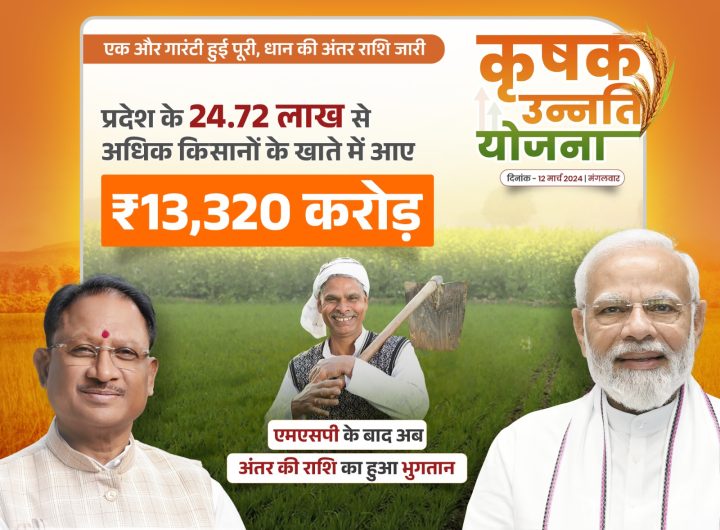 एक और गारंटी हुई पूरी, धान की अंतर राशि जारी
कृषक
उन्नति
योजना
दिनांक - 12 मार्च 2024 | मंगलवार
प्रदेश के 24.72 लाख से
अधिक किसानों के खाते में आए
₹13,320 करोड़
एमएसपी के बाद अब
अंतर की राशि का हुआ भुगतान